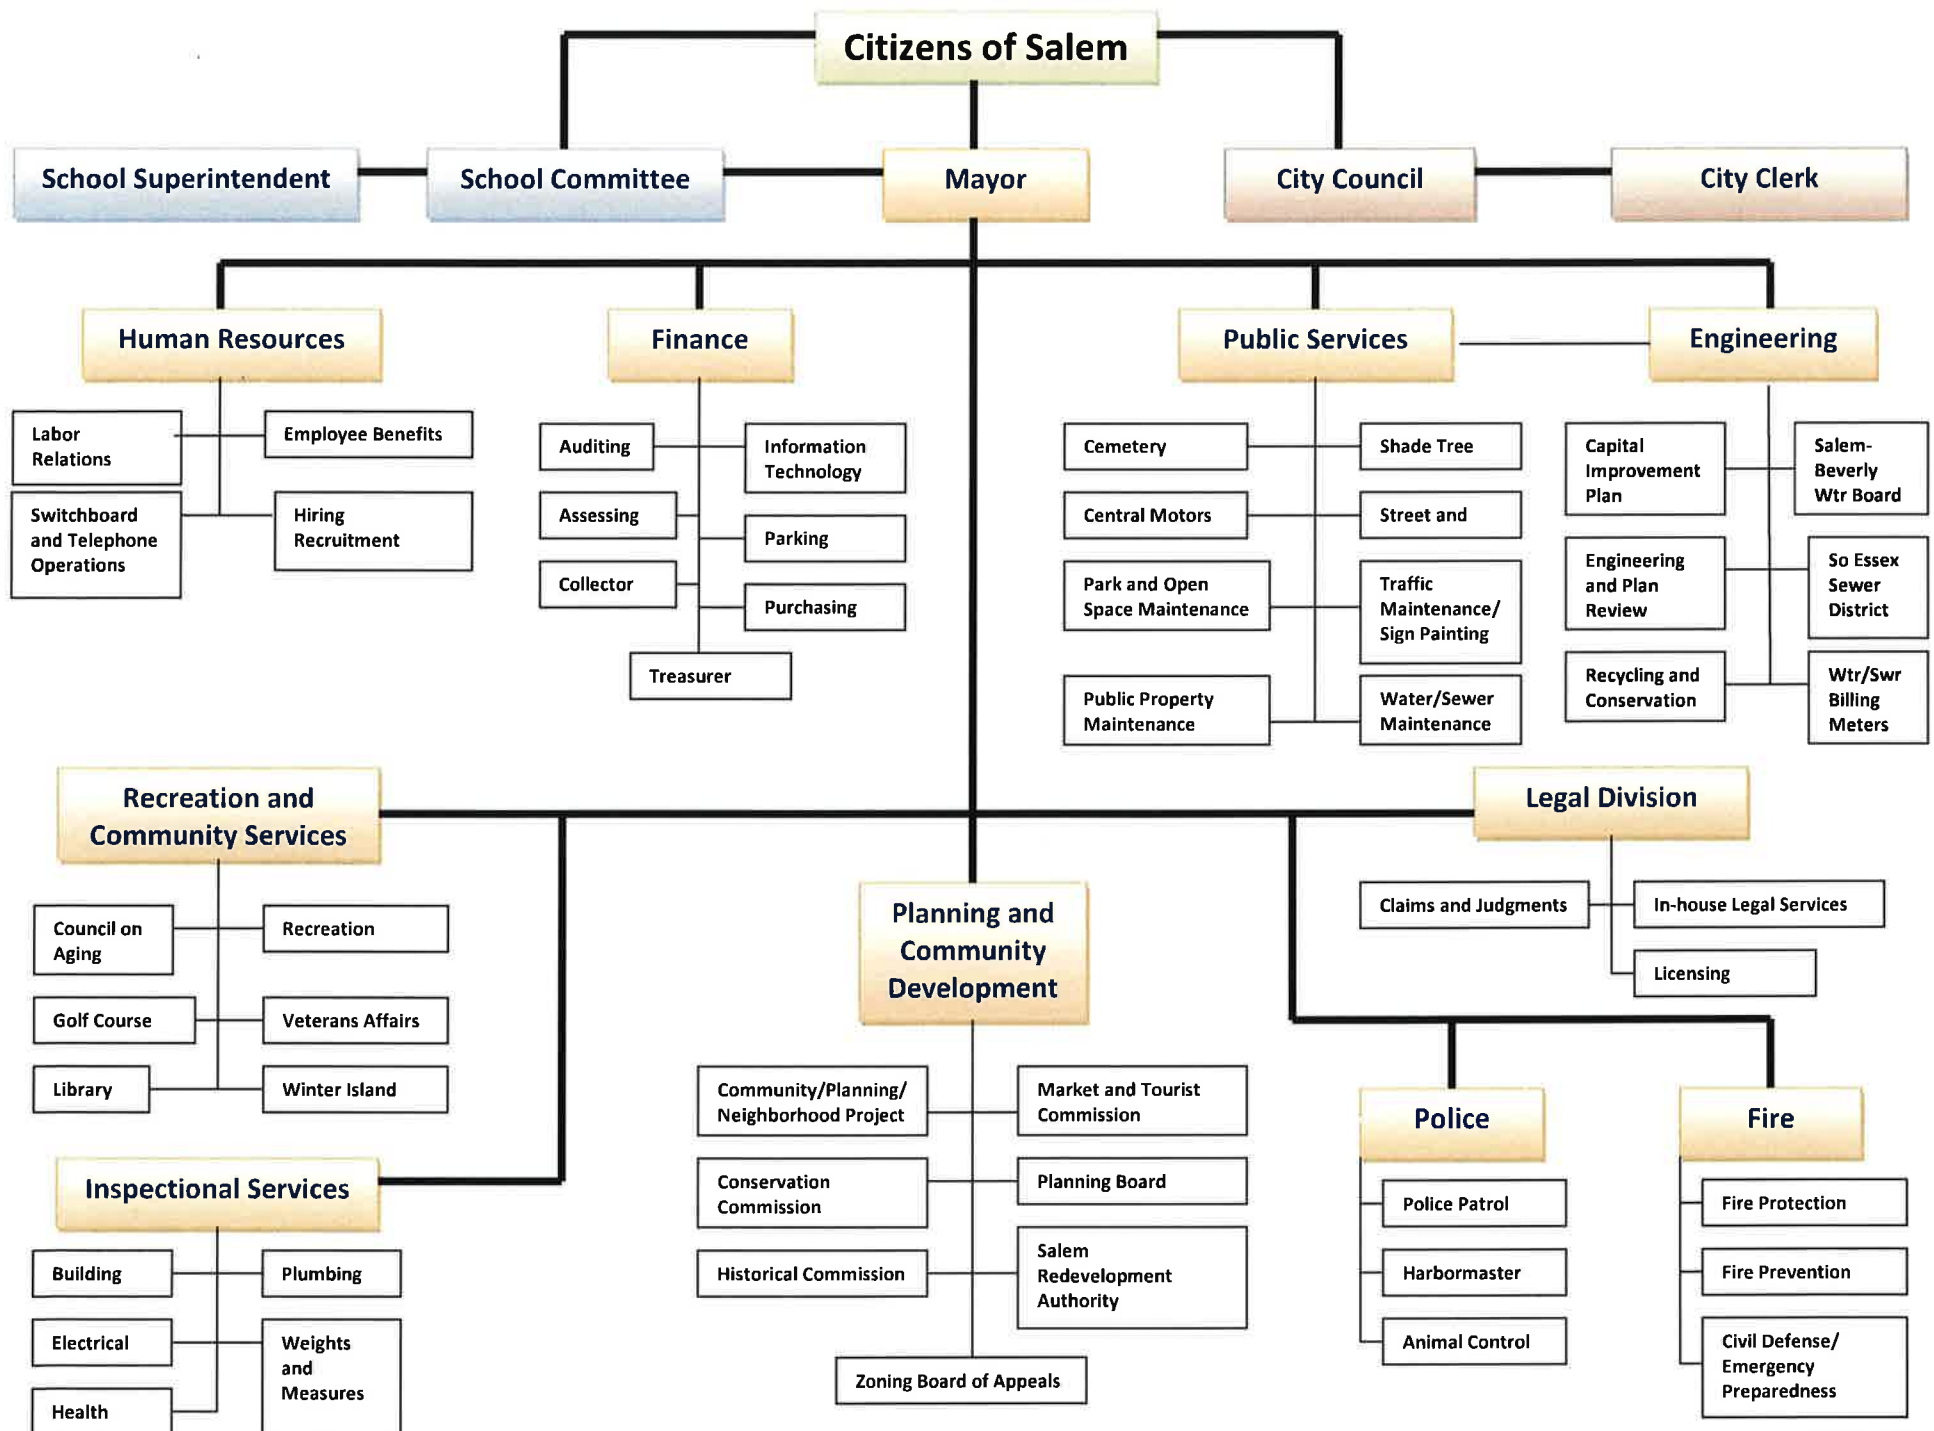 Citizens of Salem
School Superintendent
School Committee
Mayor
City Council
City Clerk
Human Resources
Finance
Public Services
Engineering
Labor
Relations
Employee Benefits
Switchboard
and Telephone
Operations
Hiring
Recruitment
Auditing
Information
Technology
Assessing
Parking
Collector
Purchasing
Treasurer
Cemetery
Shade Tree
Central Motors
Street and
Park and Open
Space Maintenance
Traffic
Maintenance/
Sign Painting
Public Property
Maintenance
Water/Sewer
Maintenance
Capital
Improvement
Plan
Salem-
Beverly
Wtr Board
Engineering
and Plan
Review
So Essex
Sewer
District
Recycling and
Conservation
Wtr/Swr
Billing
Meters
Recreation and
Community Services
Council on
Aging
Recreation
Golf Course
Veterans Affairs
Library
Winter Island
Inspectional Services
Building
Plumbing
Electrical
Weights
and
Measures
Health
Planning and
Community
Development
Community/Planning/
Neighborhood Project
Market and Tourist
Commission
Conservation
Commission
Planning Board
Historical Commission
Salem
Redevelopment
Authority
Zoning Board of Appeals
Legal Division
Claims and Judgments
In-house Legal Services
Licensing
Police
Police Patrol
Harbormaster
Animal Control
Fire
Fire Protection
Fire Prevention
Civil Defense/
Emergency
Preparedness